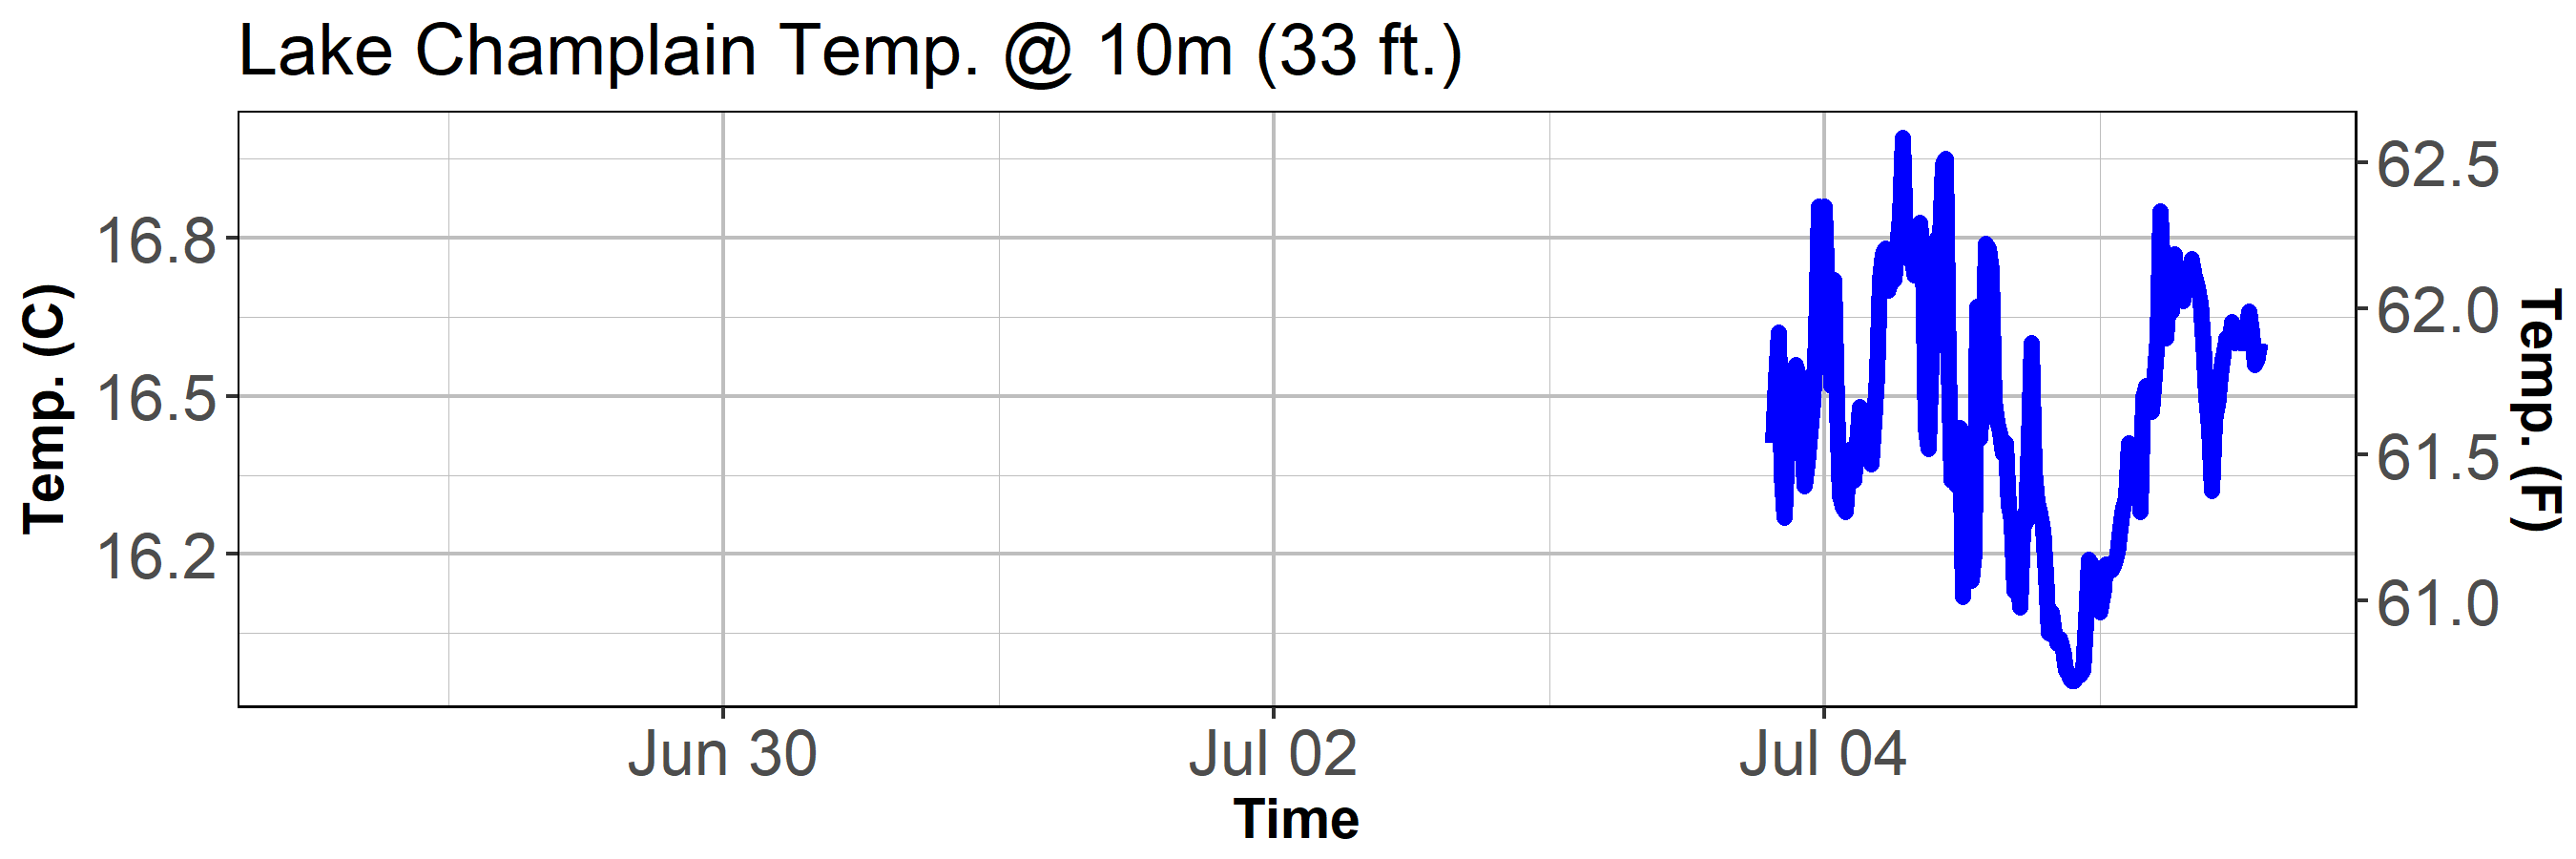 Lake Champlain Temp. @ 10m (33 ft.)
Temp. (C)
16.8
16.5
16.2
62.5
62.0
61.5
61.0
Temp. (F)
Jun 30
Jul 02
Jul 04
Time